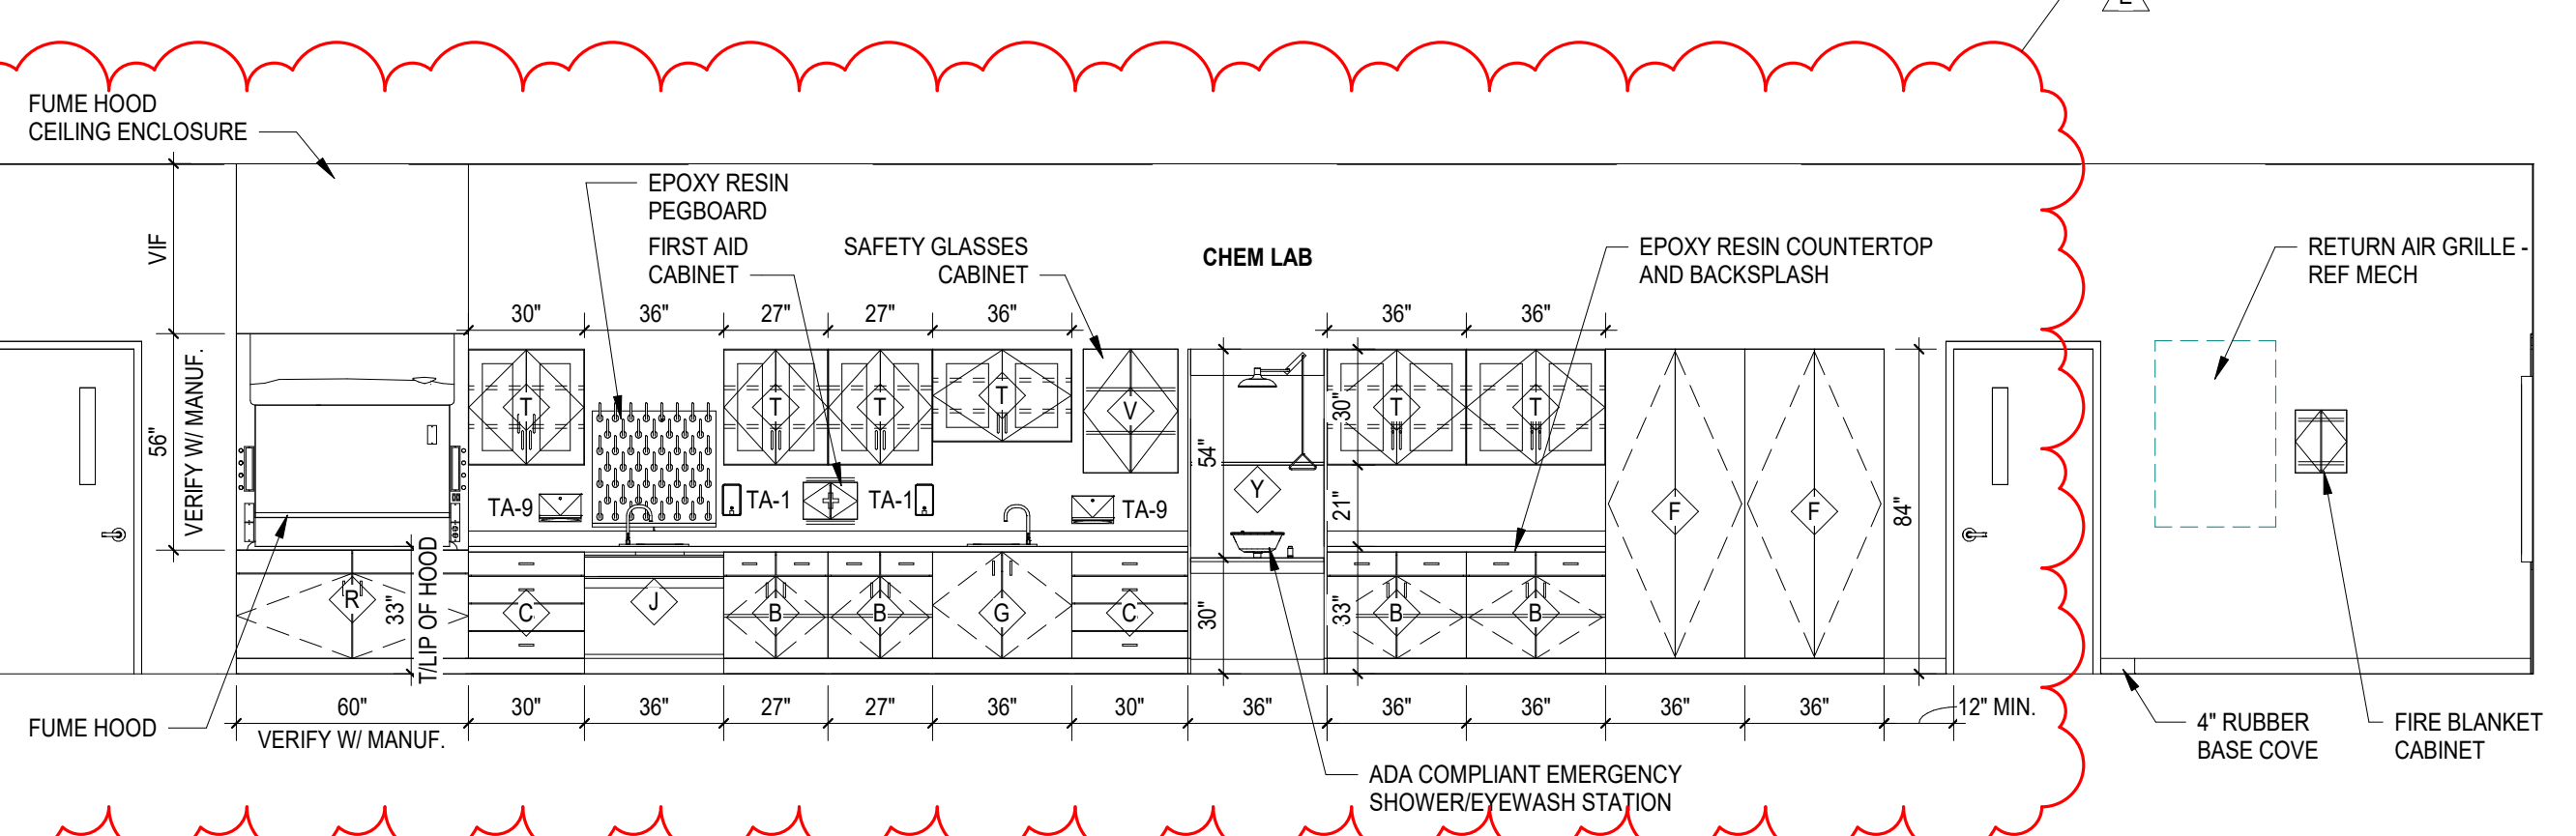 FUME HOOD
CEILING ENCLOSURE
EPOXY RESIN
PEGBOARD
FIRST AID
CABINET
SAFETY GLASSES
CABINET
CHEM LAB
EPOXY RESIN COUNTERTOP
AND BACKSPLASH
RETURN AIR GRILLE -
REF MECH
VIF
30"
36"
27"
27"
36"
36"
36"
56"
VERIFY W/ MANUF.
T
T
T
T
V
T
T
54"
30"
TA-9
TA-1
TA-1
TA-9
Y
21"
F
F
84"
33"
T/LIP OF HOOD
R
C
J
B
B
G
C
30"
33"
B
B
60"
30"
36"
27"
27"
36"
30"
36"
36"
36"
36"
36"
12" MIN.
VERIFY W/ MANUF.
FUME HOOD
4" RUBBER
BASE COVE
FIRE BLANKET
CABINET
ADA COMPLIANT EMERGENCY
SHOWER/EYEWASH STATION